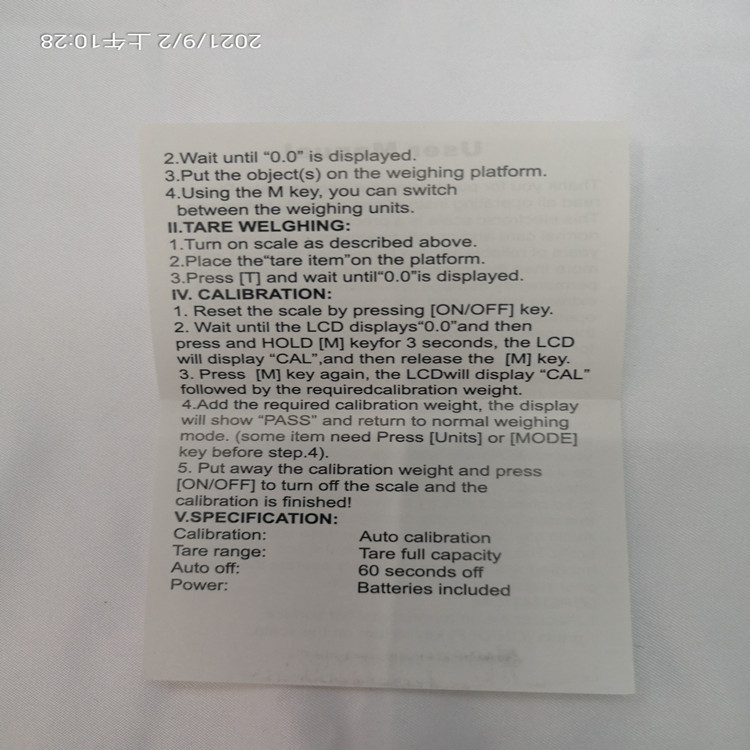 2021/9/2 上午10:28
2.Wait until “0.0” is displayed.
3.Put the object(s) on the weighing platform.
4.Using the M key, you can switch
between the weighing units.
II.TARE WELGHING:
1.Turn on scale as described above.
2.Place the“tare item”on the platform.
3.Press [T] and wait until“0.0”is displayed.
IV. CALIBRATION:
1. Reset the scale by pressing [ON/OFF] key.
2. Wait until the LCD displays“0.0”and then
press and HOLD [M] keyfor 3 seconds, the LCD
will display “CAL”,and then release the [M] key.
3. Press [M] key again, the LCDwill display “CAL”
followed by the requiredcalibration weight.
4.Add the required calibration weight, the display
will show “PASS” and return to normal weighing
mode. (some item need Press [Units] or [MODE]
key before step.4).
5. Put away the calibration weight and press
[ON/OFF] to turn off the scale and the
calibration is finished!
V.SPECIFICATION:
Calibration: Auto calibration
Tare range: Tare full capacity
Auto off: 60 seconds off
Power: Batteries included